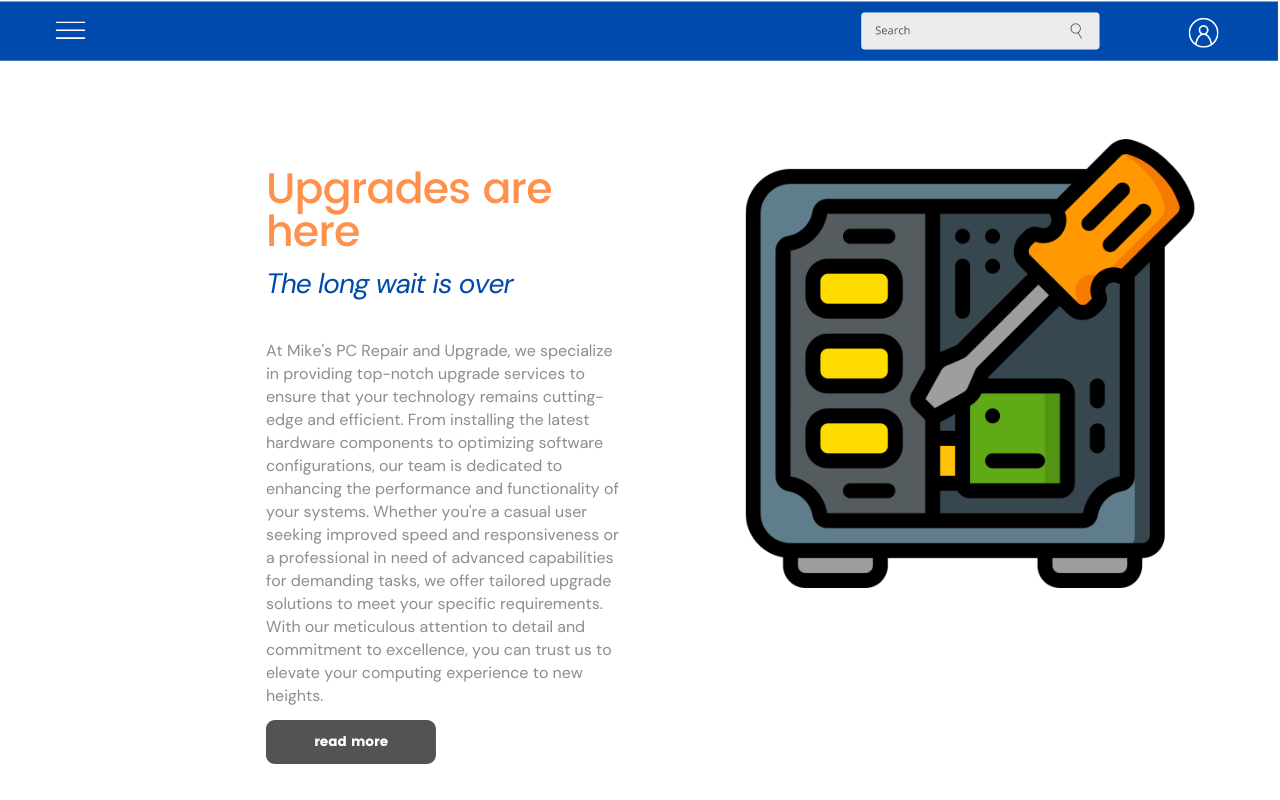 Search
Upgrades are
here
The long wait is over
At Mike's PC Repair and Upgrade, we specialize
in providing top-notch upgrade services to
ensure that your technology remains cutting-
edge and efficient. From installing the latest
hardware components to optimizing software
configurations, our team is dedicated to
enhancing the performance and functionality of
your systems. Whether you're a casual user
seeking improved speed and responsiveness or
a professional in need of advanced capabilities
for demanding tasks, we offer tailored upgrade
solutions to meet your specific requirements.
With our meticulous attention to detail and
commitment to excellence, you can trust us to
elevate your computing experience to new
heights.
read more